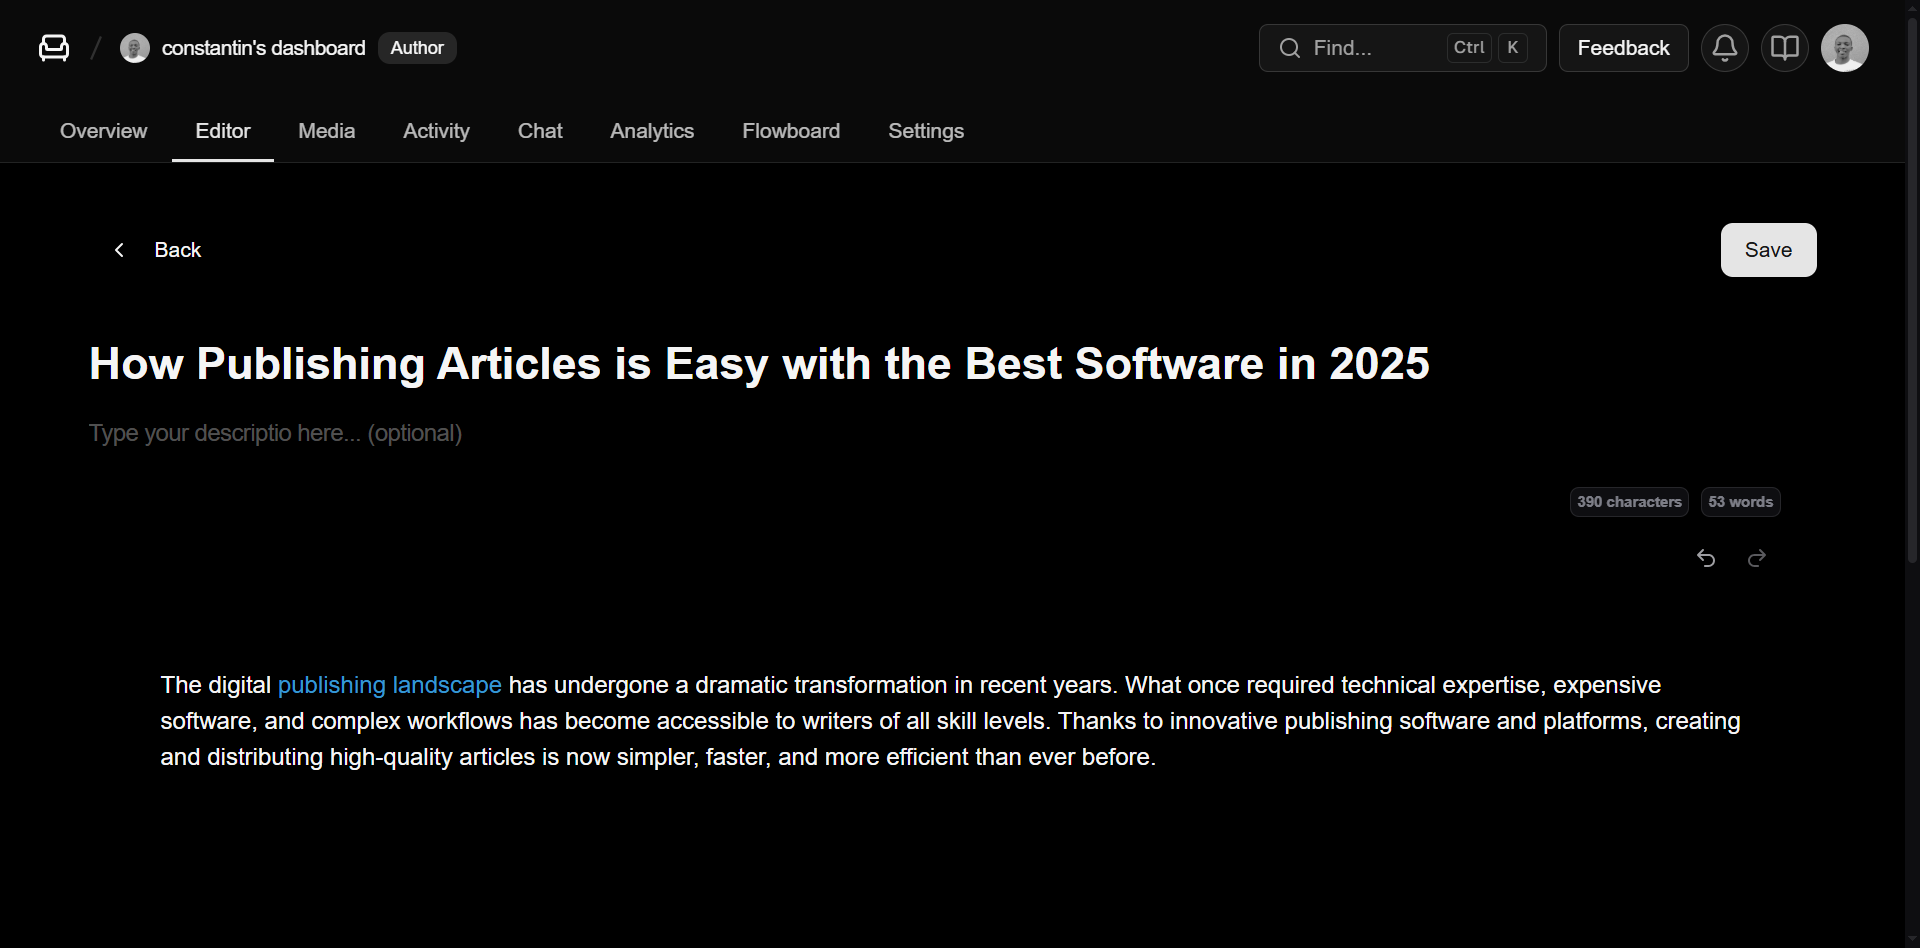 constantin's dashboard Author Find... Ctrl K Feedback
Overview Editor Media Activity Chat Analytics Flowboard Settings
Back Save
How Publishing Articles is Easy with the Best Software in 2025
Type your descriptio here... (optional)
390 characters 53 words
The digital publishing landscape has undergone a dramatic transformation in recent years. What once required technical expertise, expensive
software, and complex workflows has become accessible to writers of all skill levels. Thanks to innovative publishing software and platforms, creating
and distributing high-quality articles is now simpler, faster, and more efficient than ever before.